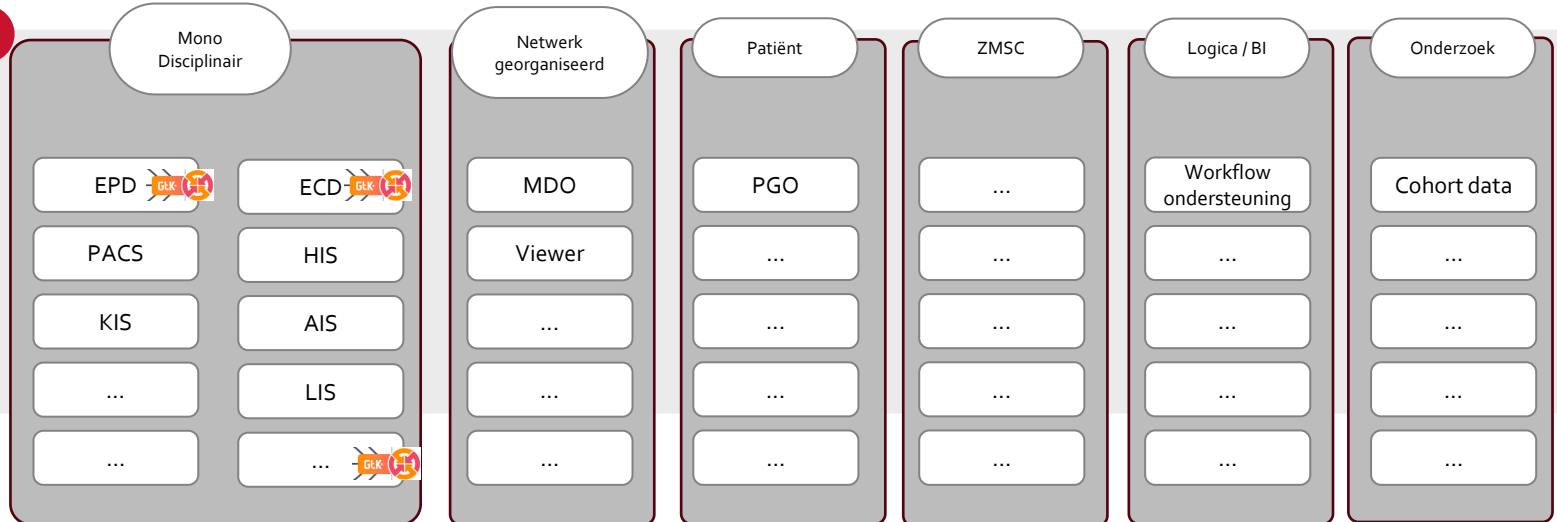 Mono
Disciplinair
EPD
GtK
PACS
KIS
...
...
ECD
GtK
HIS
AIS
LIS
...
GtK
Netwerk
georganiseerd
MDO
Viewer
...
...
...
Patiënt
PGO
...
...
...
...
ZMSC
...
...
...
...
...
Logica / BI
Workflow
ondersteuning
...
...
...
...
Onderzoek
Cohort data
...
...
...
...